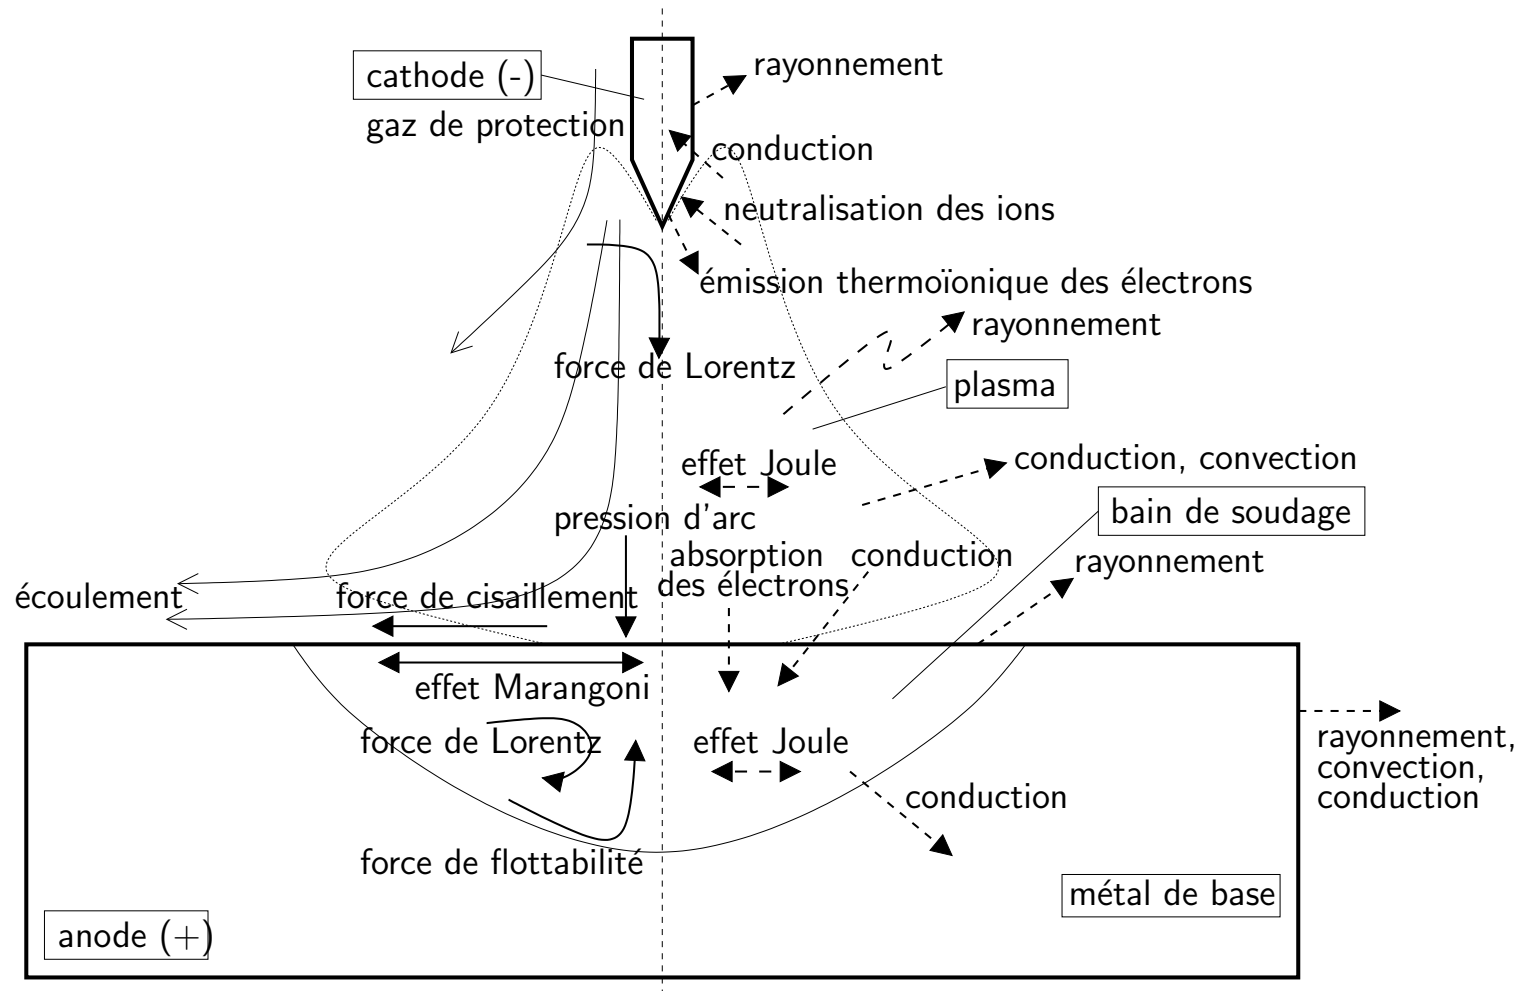 rayonnement
cathode (-)
gaz de protection
conduction
neutralisation des ions
émission thermoïonique des électrons
rayonnement
force de Lorentz
plasma
effet Joule
conduction, convection
pression d'arc
bain de soudage
absorption
des électrons
conduction
rayonnement
écoulement
force de cisaillement
effet Marangoni
force de Lorentz
effet Joule
rayonnement,
convection,
conduction
conduction
force de flottabilité
métal de base
anode (+)